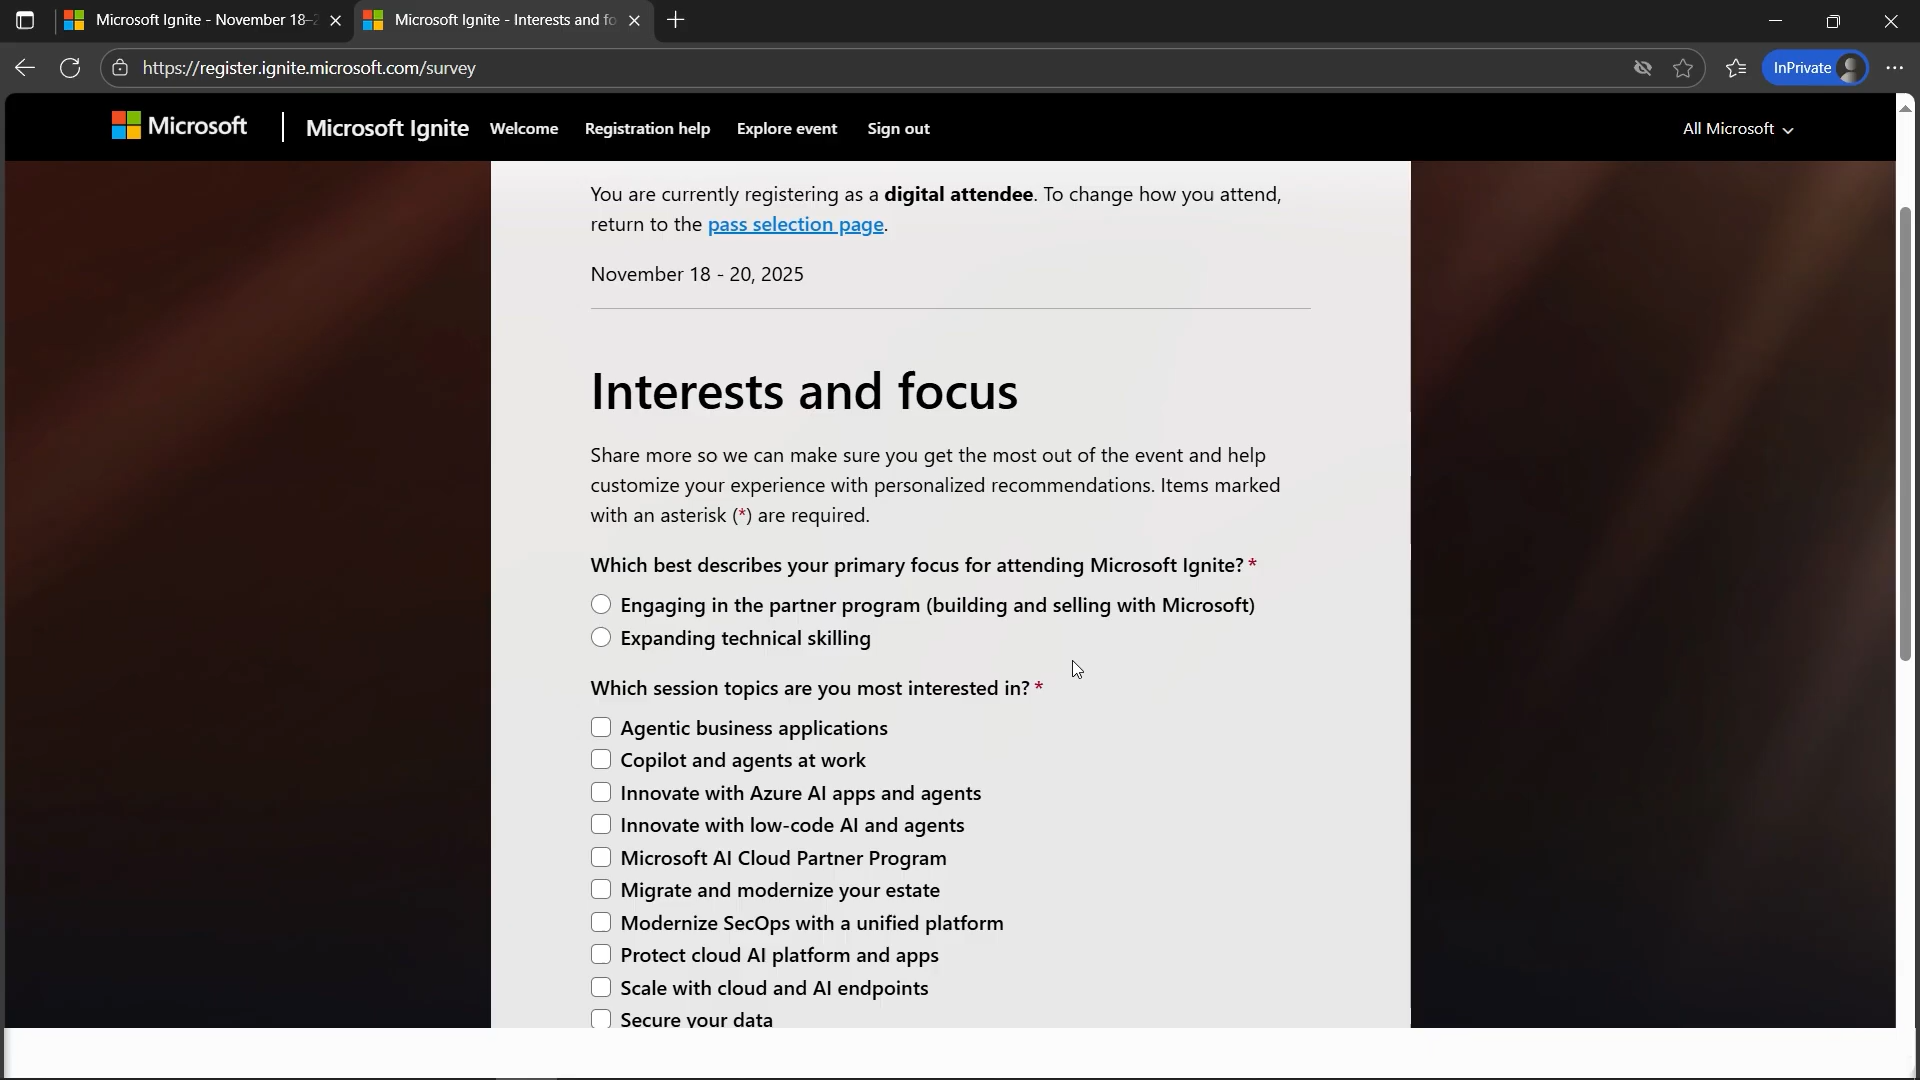 Microsoft Ignite - November 18-2
Microsoft Ignite - Interests and fo
https://register.ignite.microsoft.com/survey
InPrivate
Microsoft
Microsoft Ignite
Welcome
Registration help
Explore event
Sign out
All Microsoft
You are currently registering as a digital attendee. To change how you attend,
return to the pass selection page.
November 18 - 20, 2025
Interests and focus
Share more so we can make sure you get the most out of the event and help
customize your experience with personalized recommendations. Items marked
with an asterisk (*) are required.
Which best describes your primary focus for attending Microsoft Ignite? *
Engaging in the partner program (building and selling with Microsoft)
Expanding technical skilling
Which session topics are you most interested in? *
Agentic business applications
Copilot and agents at work
Innovate with Azure AI apps and agents
Innovate with low-code AI and agents
Microsoft AI Cloud Partner Program
Migrate and modernize your estate
Modernize SecOps with a unified platform
Protect cloud AI platform and apps
Scale with cloud and AI endpoints
Secure your data